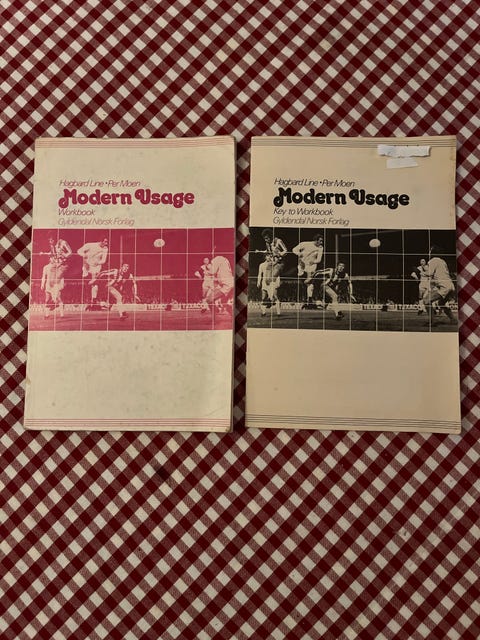 Hagbard Line • Per Moen
Modern Usage
Workbook
Gyldendal Norsk Forlag
Hagbard Line • Per Moen
Modern Usage
Key to Workbook
Gyldendal Norsk Forlag